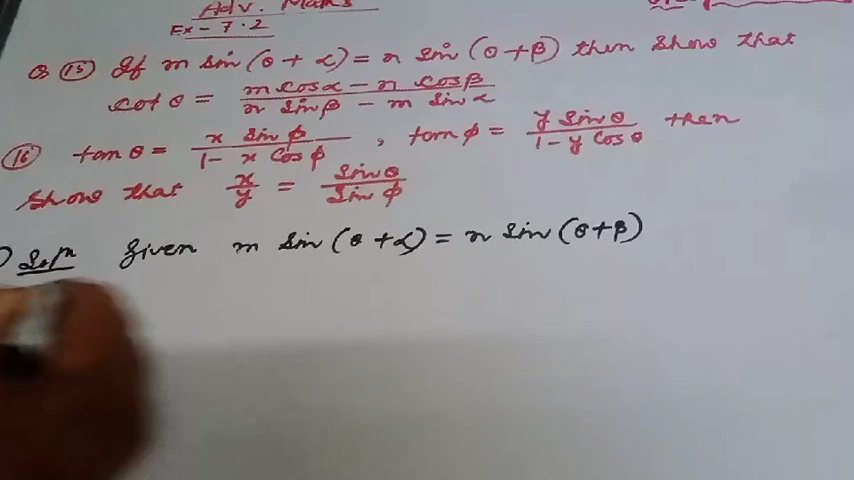 Adv. Maths
Ex - 7.2
Q (15) If m sin (θ + α) = n sin (θ + β) then show that
cot θ = (m cos α - n cos β) / (n sin β - m sin α)
(16) tan θ = (x sin φ) / (1 - x cos φ) , tan φ = (y sin θ) / (1 - y cos θ) then
show that x/y = sin θ / sin φ
) Solⁿ Given m sin (θ + α) = n sin (θ + β)